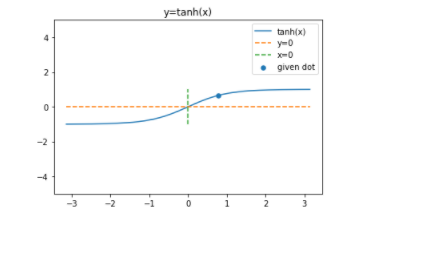 y=tanh(x)
tanh(x)
y=0
x=0
given dot
4
2
0
−2
−4
−3 −2 −1 0 1 2 3